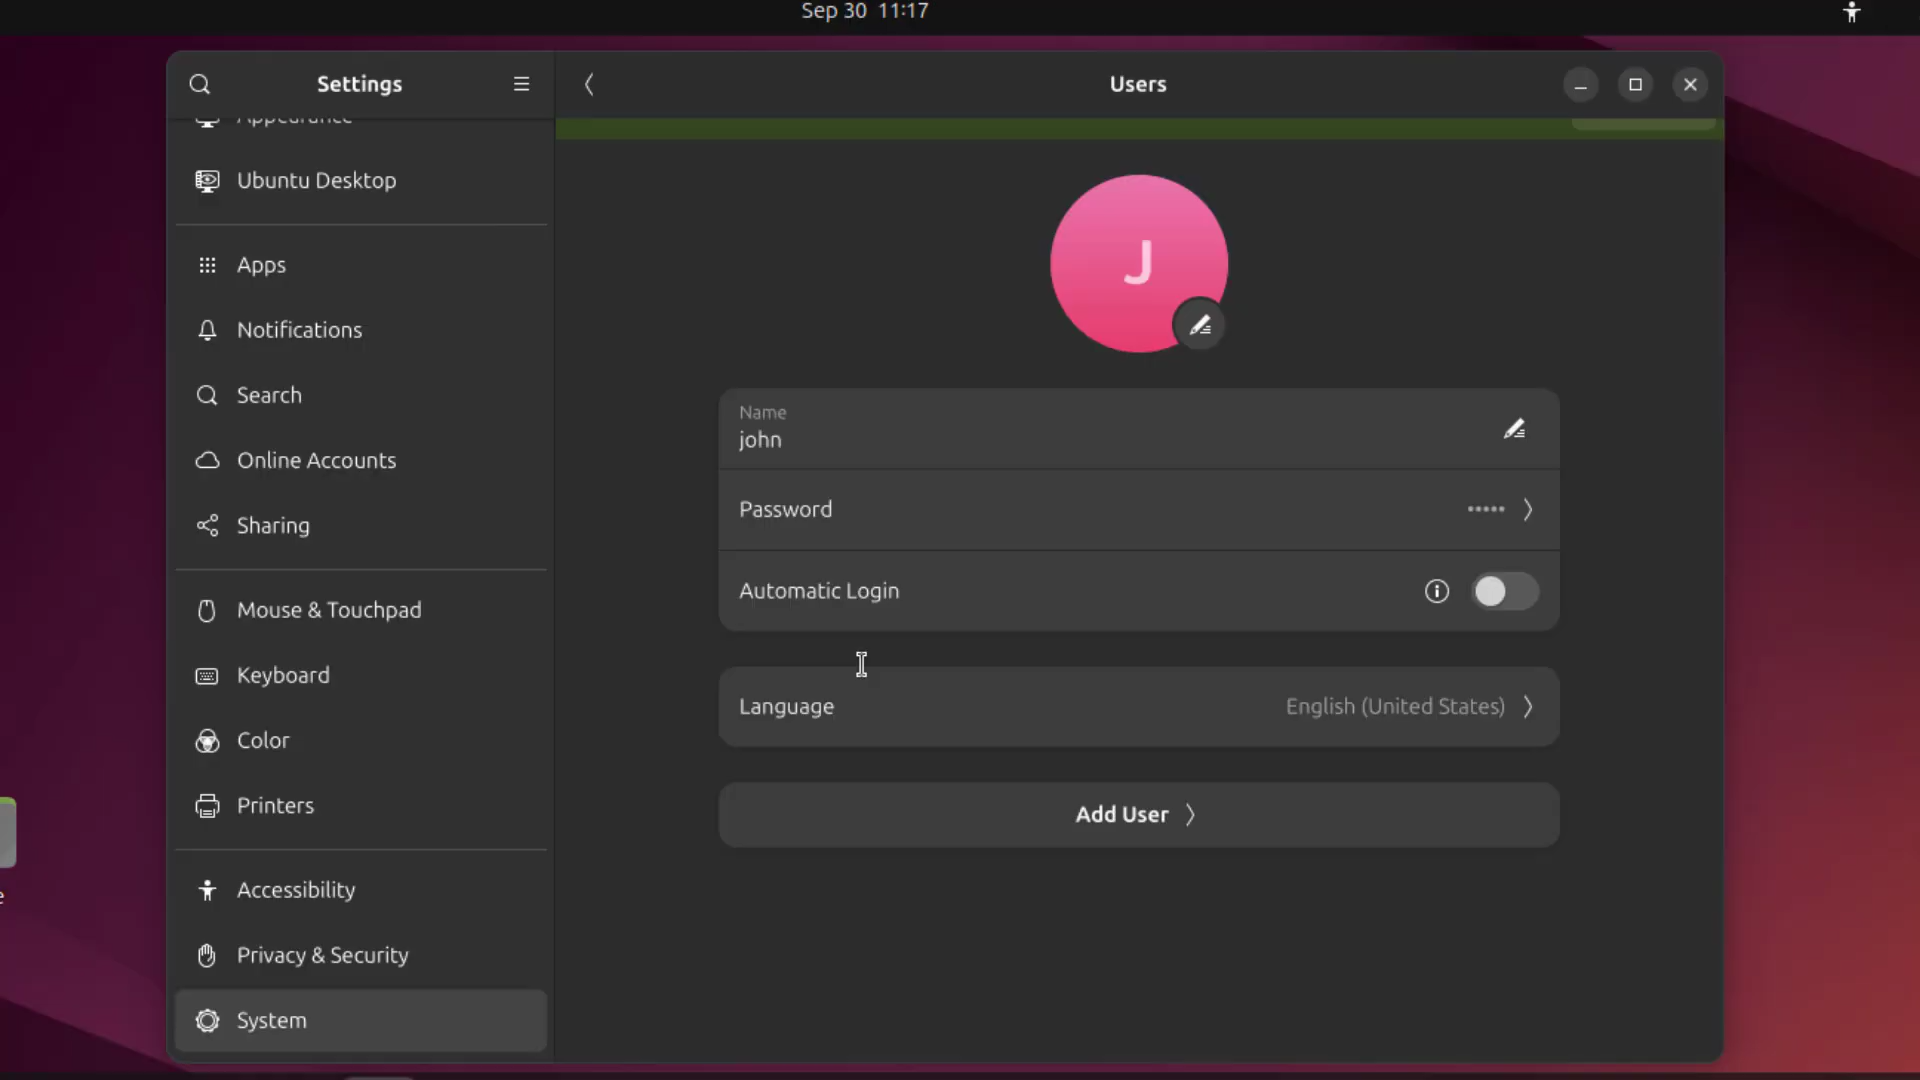 Sep 30 11:17
Settings
Users
Appearance
Ubuntu Desktop
Apps
Notifications
Search
Online Accounts
Sharing
Mouse & Touchpad
Keyboard
Color
Printers
Accessibility
Privacy & Security
System
J
Name
john
Password
•••••
Automatic Login
Language
English (United States)
Add User
e